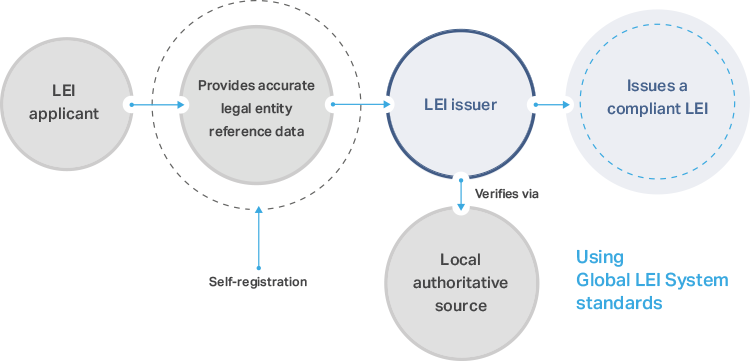 LEI
applicant
Provides accurate
legal entity
reference data
LEI issuer
Issues a
compliant LEI
Verifies via
Self-registration
Local
authoritative
source
Using
Global LEI System
standards